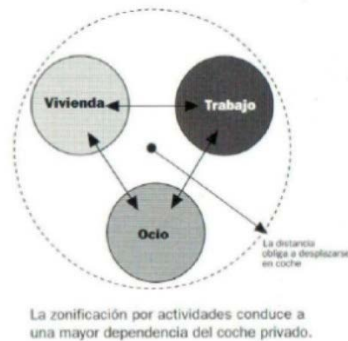 Vivienda
Trabajo
Ocio
La distancia
obliga a desplazarse
en coche
La zonificación por actividades conduce a
una mayor dependencia del coche privado.